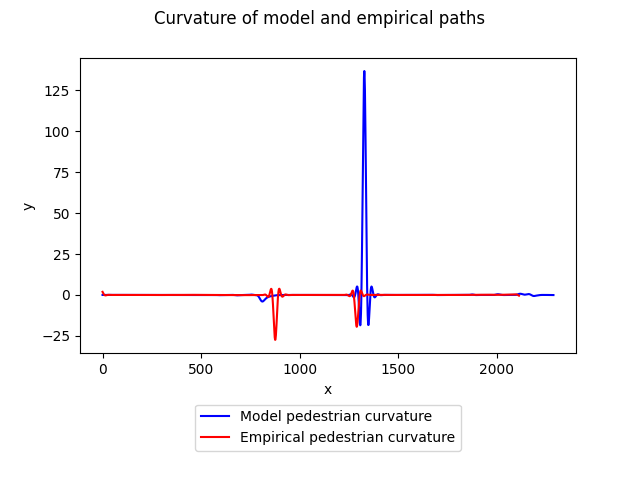 Curvature of model and empirical paths
125
100
75
50
25
0
−25
y
0 500 1000 1500 2000
x
Model pedestrian curvature
Empirical pedestrian curvature